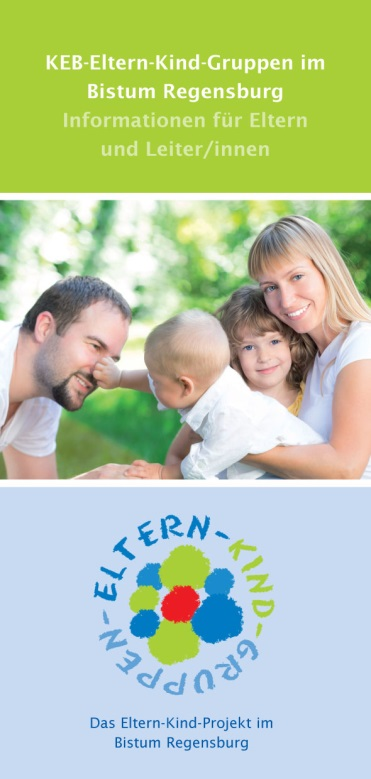 KEB-Eltern-Kind-Gruppen im
Bistum Regensburg
Informationen für Eltern
und Leiter/innen
ELTERN-KIND-GRUPPEN-
Das Eltern-Kind-Projekt im
Bistum Regensburg